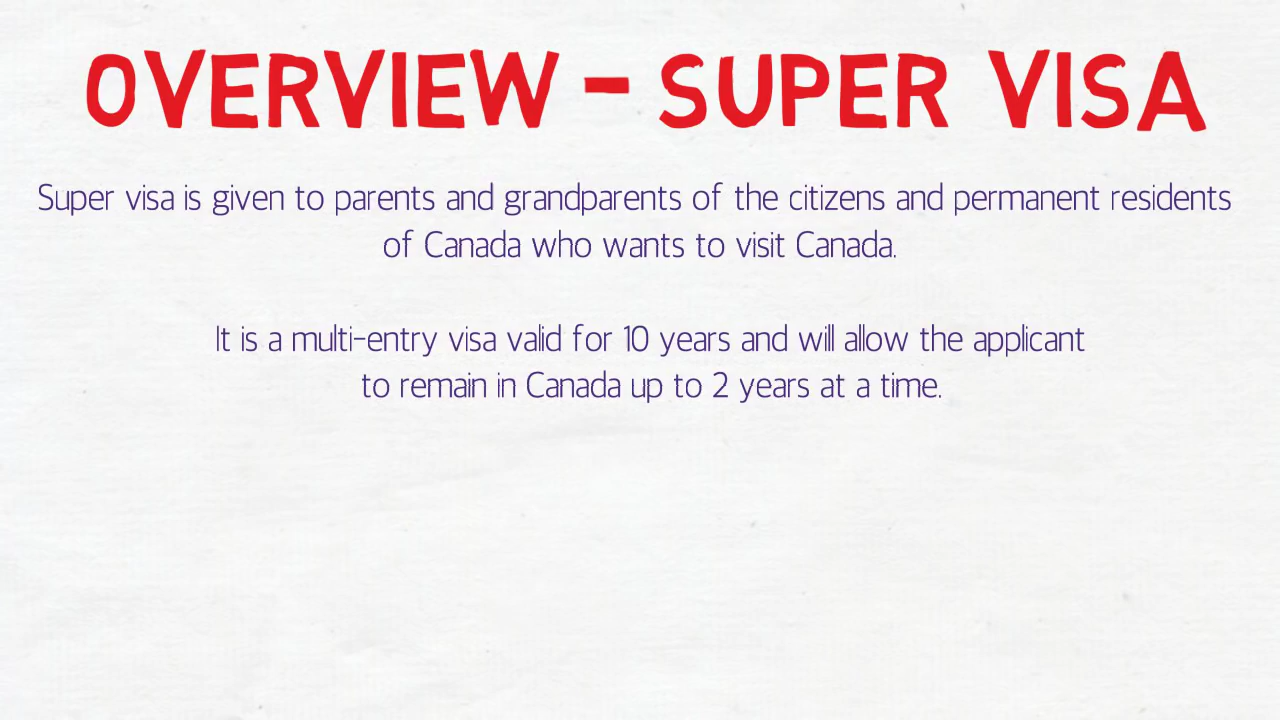 OVERVIEW - SUPER VISA
Super visa is given to parents and grandparents of the citizens and permanent residents
of Canada who wants to visit Canada.
It is a multi-entry visa valid for 10 years and will allow the applicant
to remain in Canada up to 2 years at a time.